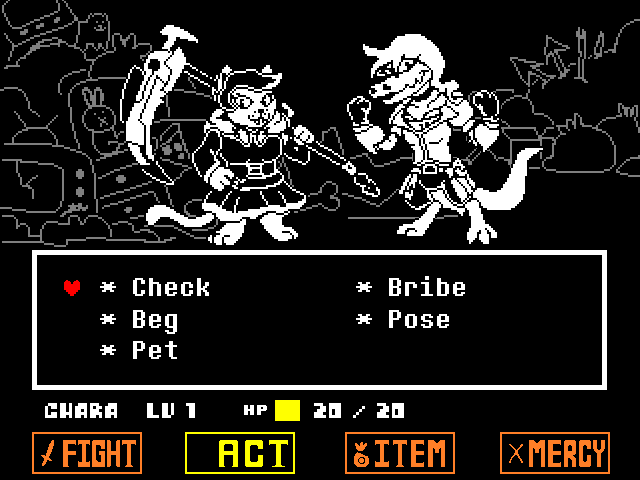 * Check * Bribe
* Beg * Pose
* Pet
CHARA LV 1 HP 20 / 20
FIGHT ACT ITEM MERCY